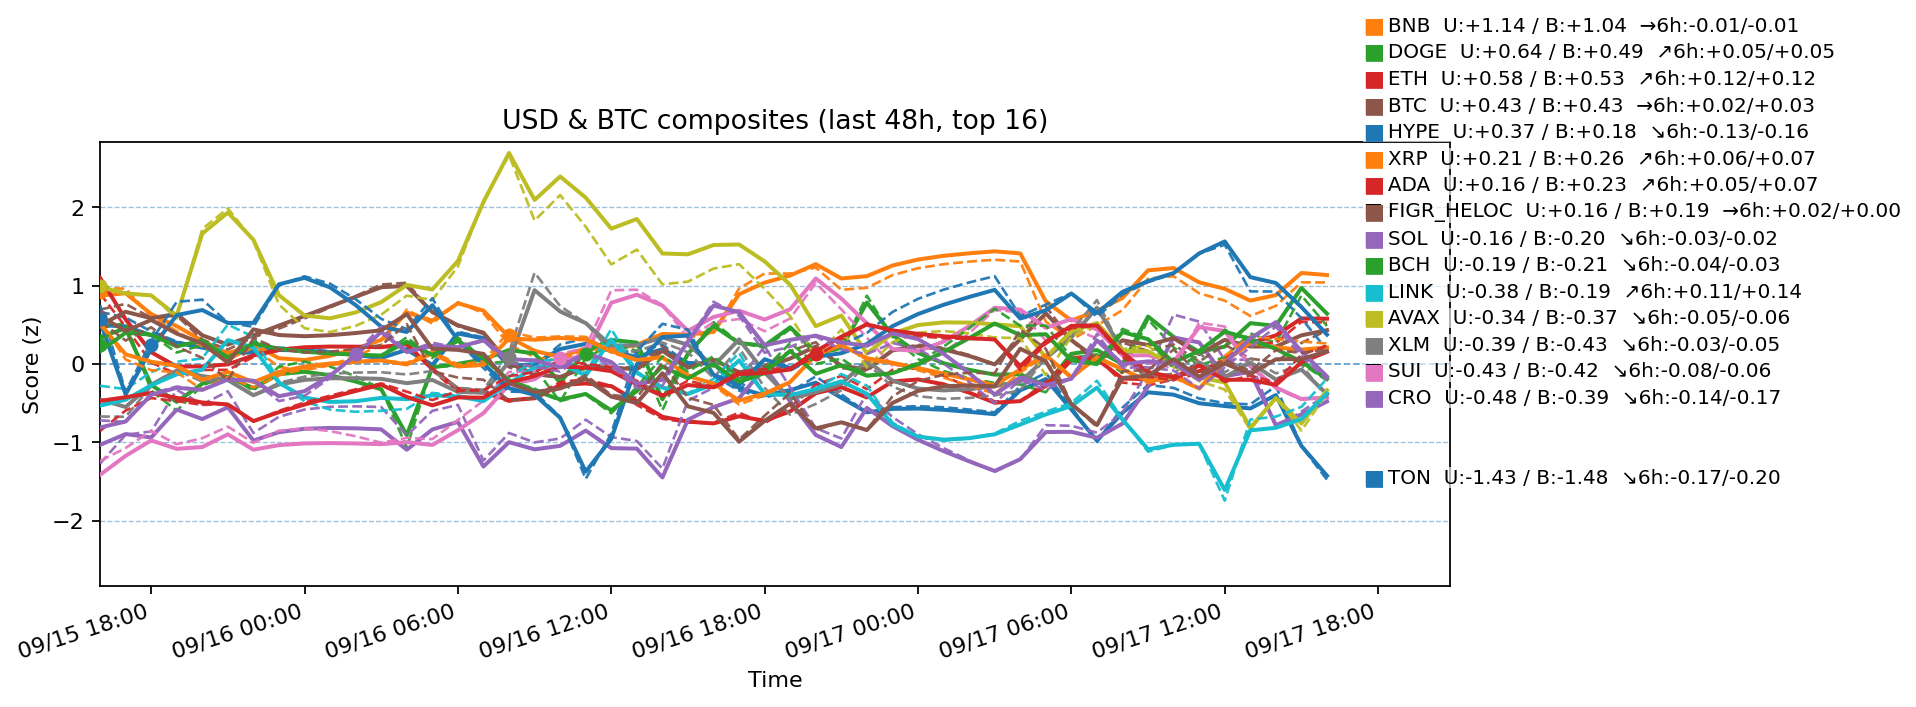 BNB U:+1.14 / B:+1.04 →6h:-0.01/-0.01
DOGE U:+0.64 / B:+0.49 ↗6h:+0.05/+0.05
ETH U:+0.58 / B:+0.53 ↗6h:+0.12/+0.12
BTC U:+0.43 / B:+0.43 →6h:+0.02/+0.03
HYPE U:+0.37 / B:+0.18 ↘6h:-0.13/-0.16
XRP U:+0.21 / B:+0.26 ↗6h:+0.06/+0.07
ADA U:+0.16 / B:+0.23 ↗6h:+0.05/+0.07
FIGR_HELOC U:+0.16 / B:+0.19 →6h:+0.02/+0.00
SOL U:-0.16 / B:-0.20 ↘6h:-0.03/-0.02
BCH U:-0.19 / B:-0.21 ↘6h:-0.04/-0.03
LINK U:-0.38 / B:-0.19 ↗6h:+0.11/+0.14
AVAX U:-0.34 / B:-0.37 ↘6h:-0.05/-0.06
XLM U:-0.39 / B:-0.43 ↘6h:-0.03/-0.05
SUI U:-0.43 / B:-0.42 ↘6h:-0.08/-0.06
CRO U:-0.48 / B:-0.39 ↘6h:-0.14/-0.17
TON U:-1.43 / B:-1.48 ↘6h:-0.17/-0.20
USD & BTC composites (last 48h, top 16)
Score (z)
2
1
0
−1
−2
09/15 18:00
09/16 00:00
09/16 06:00
09/16 12:00
09/16 18:00
09/17 00:00
09/17 06:00
09/17 12:00
09/17 18:00
Time